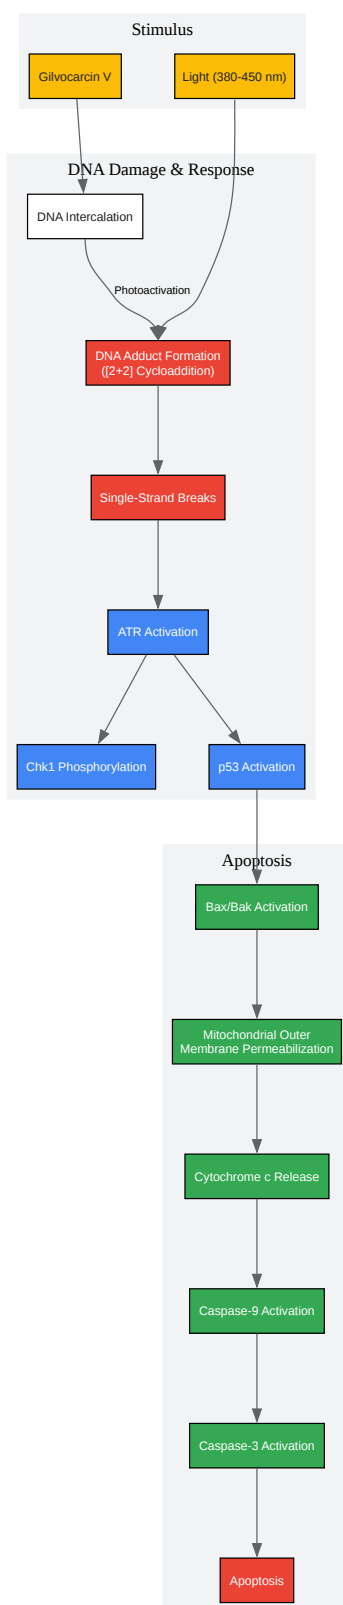 Stimulus
Gilvocarcin V
Light (380-450 nm)
DNA Damage & Response
DNA Intercalation
Photoactivation
DNA Adduct Formation
([2+2] Cycloaddition)
Single-Strand Breaks
ATR Activation
Chk1 Phosphorylation
p53 Activation
Apoptosis
Bax/Bak Activation
Mitochondrial Outer
Membrane Permeabilization
Cytochrome c Release
Caspase-9 Activation
Caspase-3 Activation
Apoptosis